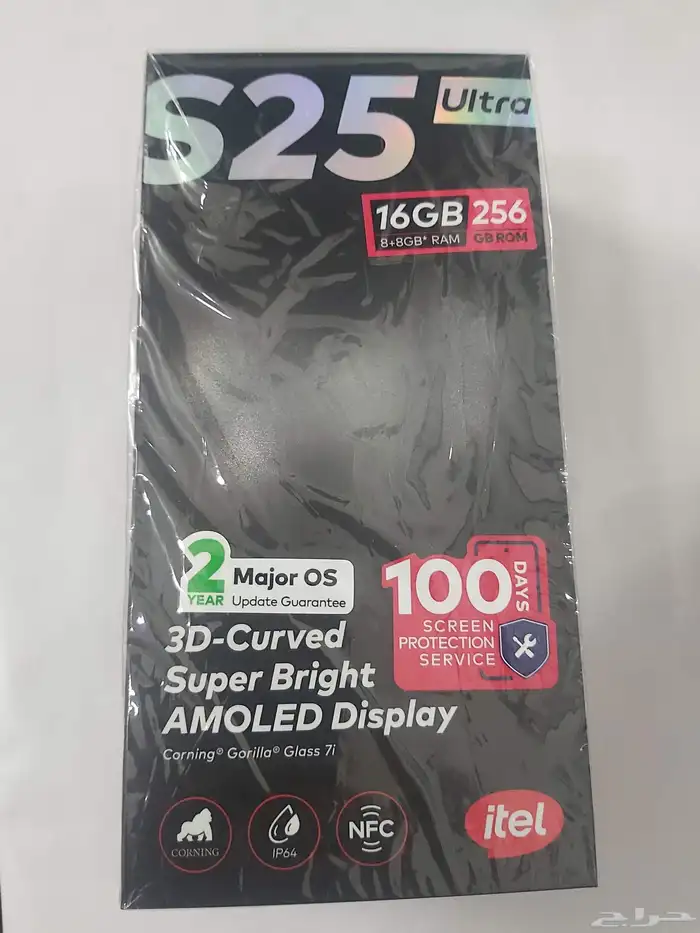 S25 Ultra
16GB 256
8+8GB* RAM GB ROM
2 YEAR
Major OS
Update Guarantee
100 DAYS
SCREEN
PROTECTION
SERVICE
3D-Curved
Super Bright
AMOLED Display
Corning® Gorilla® Glass 7i
CORNING
IP64
NFC
itel
حراج